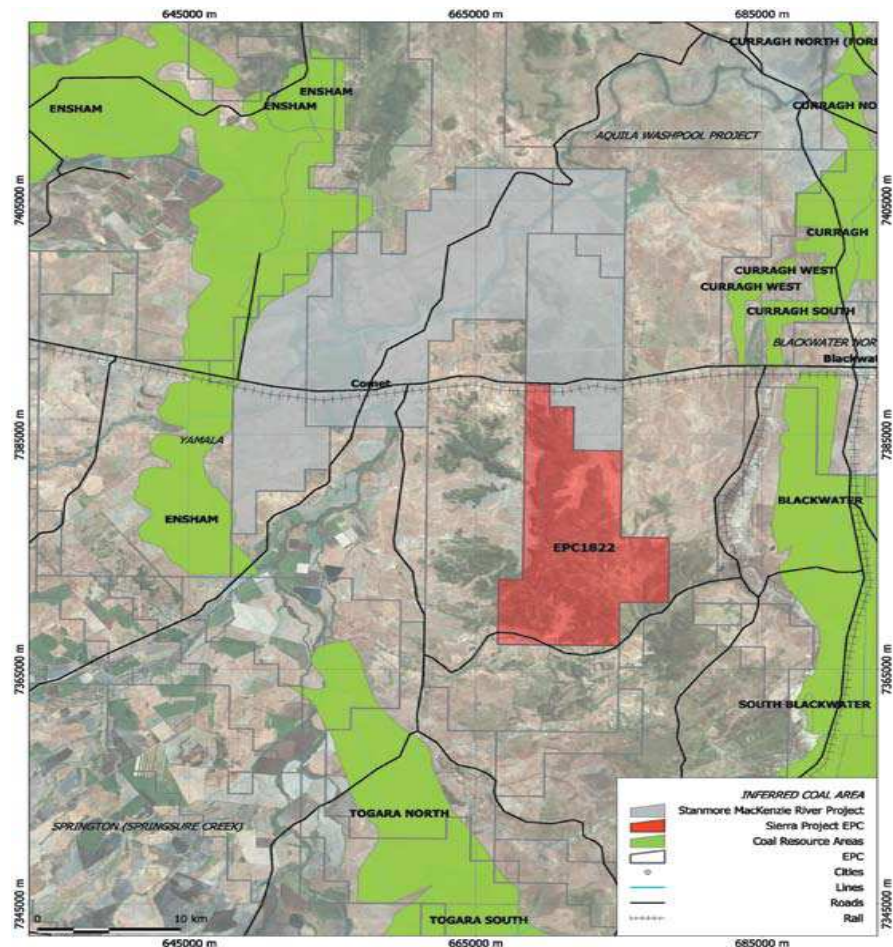 645000 m
665000 m
685000 m
CURRAGH NORTH (FOR
ENSHAM
ENSHAM
ENSHAM
CURRAGH NO
AQUILA WASHPOOL PROJECT
7405000 m
7405000 m
CURRAGH
CURRAGH WEST
CURRAGH WEST
CURRAGH SOUTH
BLACKWATER NOR
Blackwat
Comet
7385000 m
7385000 m
YAMALA
BLACKWATER
ENSHAM
EPC1822
7365000 m
7365000 m
SOUTH BLACKWATER
INFERRED COAL AREA
Stanmore MacKenzie River Project
Sierra Project EPC
Coal Resource Areas
EPC
Cities
Lines
Roads
Rail
TOGARA NORTH
SPRINGTON (SPRINGSURE CREEK)
7345000 m
7345000 m
TOGARA SOUTH
0 10 km
645000 m
665000 m
685000 m